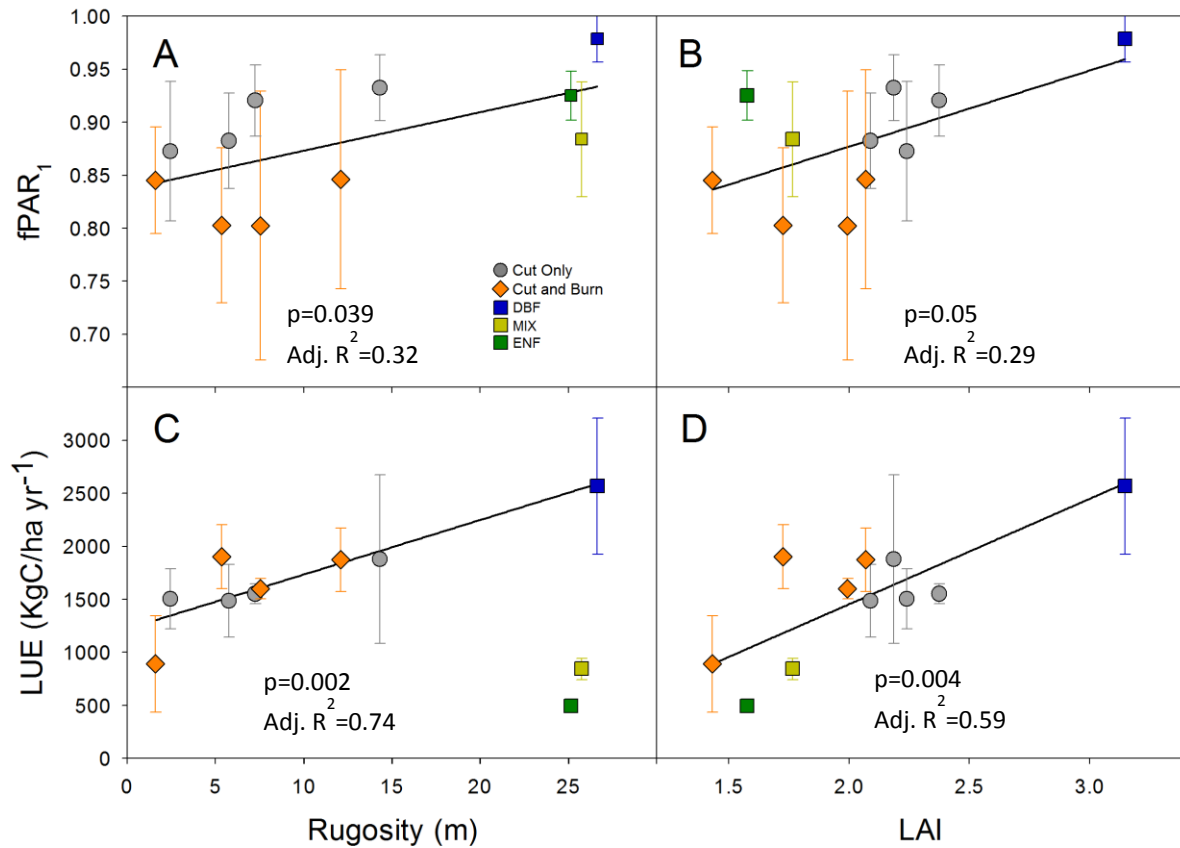 1.00
0.95
0.90
0.85
0.80
0.75
0.70
fPAR₁
A
Cut Only
Cut and Burn
DBF
MIX
ENF
p=0.039
Adj. R²=0.32
B
p=0.05
Adj. R²=0.29
3000
2500
2000
1500
1000
500
0
LUE (KgC/ha yr⁻¹)
C
p=0.002
Adj. R²=0.74
D
p=0.004
Adj. R²=0.59
0 5 10 15 20 25
Rugosity (m)
1.5 2.0 2.5 3.0
LAI